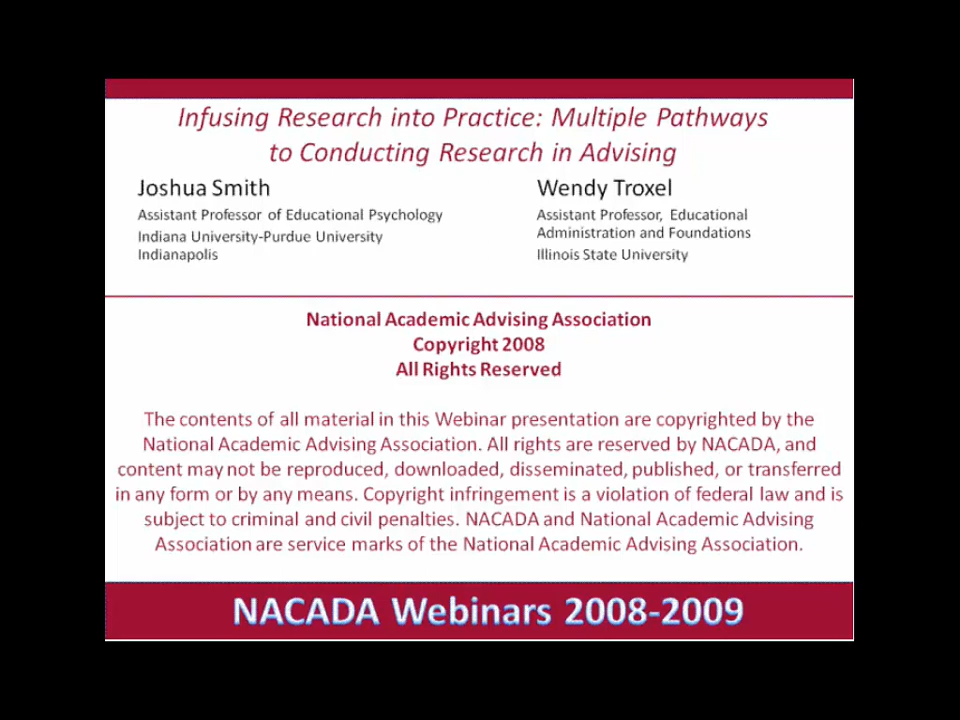 Infusing Research into Practice: Multiple Pathways
to Conducting Research in Advising
Joshua Smith
Assistant Professor of Educational Psychology
Indiana University-Purdue University
Indianapolis
Wendy Troxel
Assistant Professor, Educational
Administration and Foundations
Illinois State University
National Academic Advising Association
Copyright 2008
All Rights Reserved
The contents of all material in this Webinar presentation are copyrighted by the
National Academic Advising Association. All rights are reserved by NACADA, and
content may not be reproduced, downloaded, disseminated, published, or transferred
in any form or by any means. Copyright infringement is a violation of federal law and is
subject to criminal and civil penalties. NACADA and National Academic Advising
Association are service marks of the National Academic Advising Association.
NACADA Webinars 2008-2009